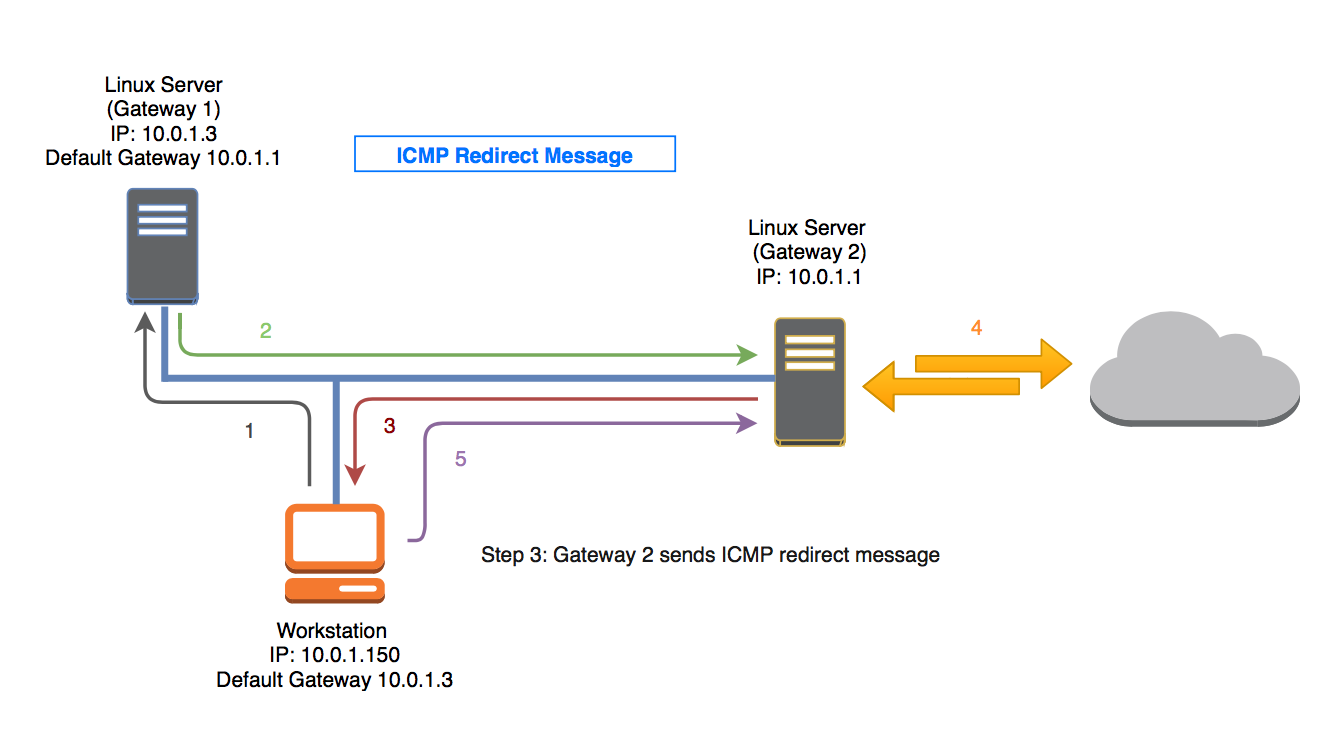 Linux Server
(Gateway 1)
IP: 10.0.1.3
Default Gateway 10.0.1.1
ICMP Redirect Message
Linux Server
(Gateway 2)
IP: 10.0.1.1
2
4
3
1
5
Step 3: Gateway 2 sends ICMP redirect message
Workstation
IP: 10.0.1.150
Default Gateway 10.0.1.3